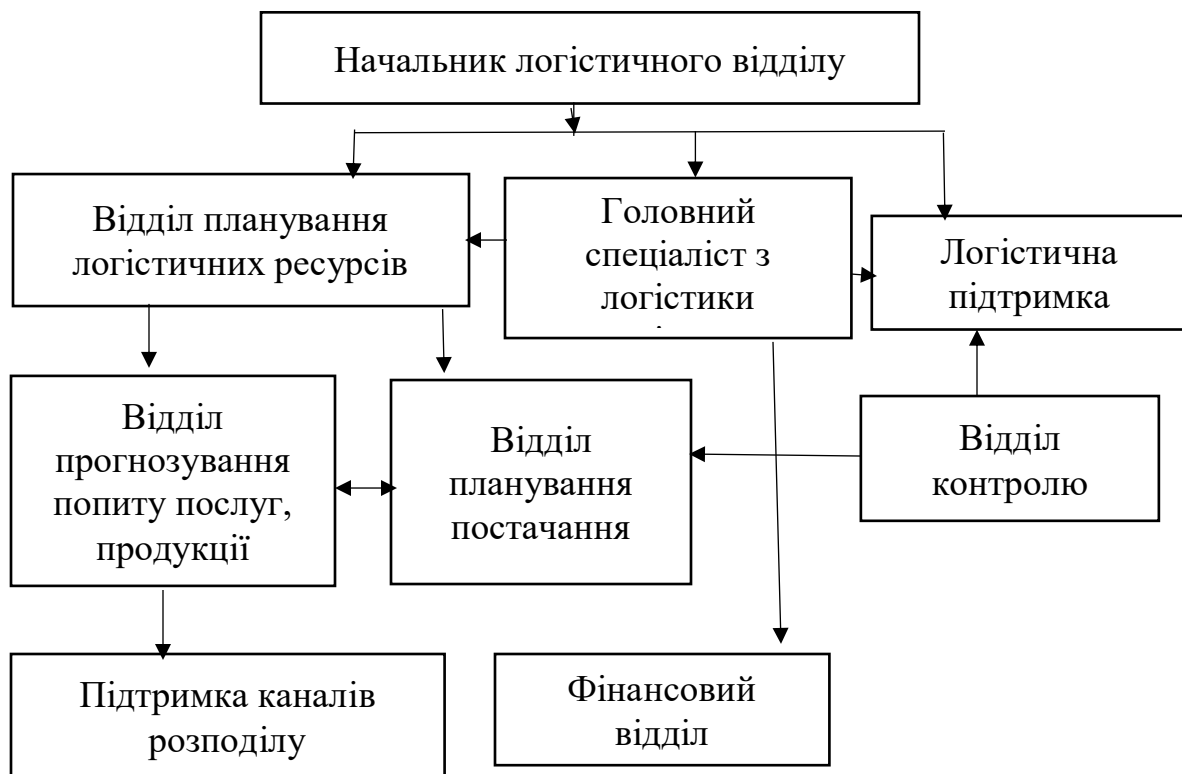 Начальник логістичного відділу
Відділ планування
логістичних ресурсів
Головний
спеціаліст з
логістики
Логістична
підтримка
Відділ
прогнозування
попиту послуг,
продукції
Відділ
планування
постачання
Відділ
контролю
Підтримка каналів
розподілу
Фінансовий
відділ